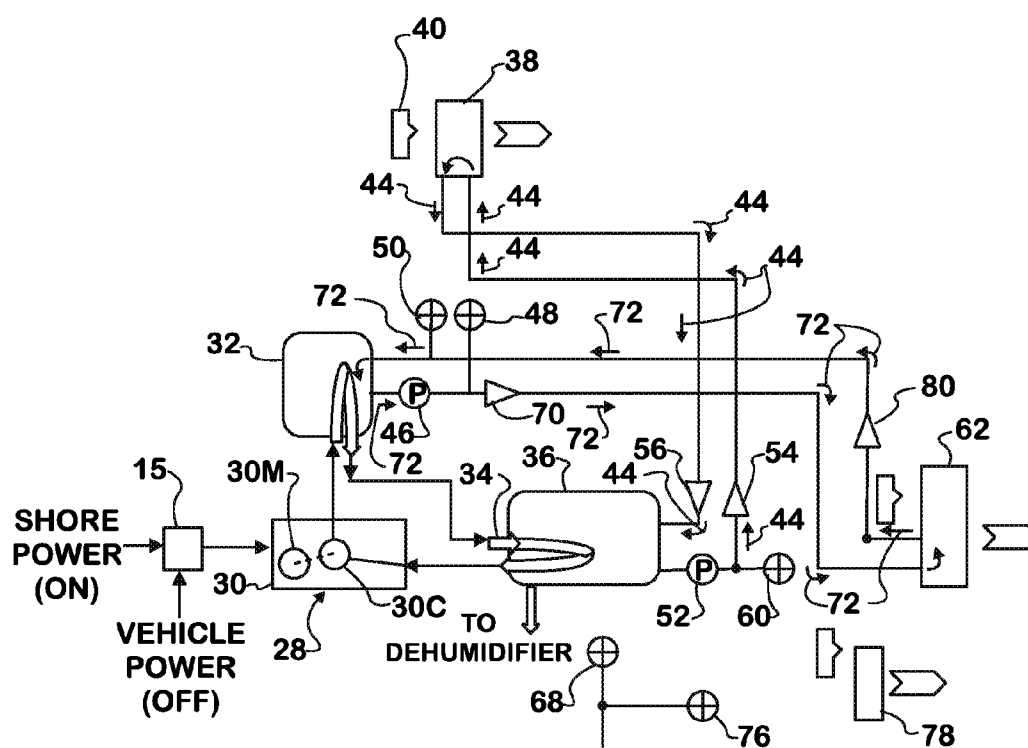 40
38
44
44
44
44
50
44
72
48
72
72
32
P
46
70
80
72
72
62
56
54
30M
34
36
44
15
44
SHORE
POWER
(ON)
P
30
30C
52
60
72
28
TO
DEHUMIDIFIER
VEHICLE
POWER
(OFF)
68
76
78